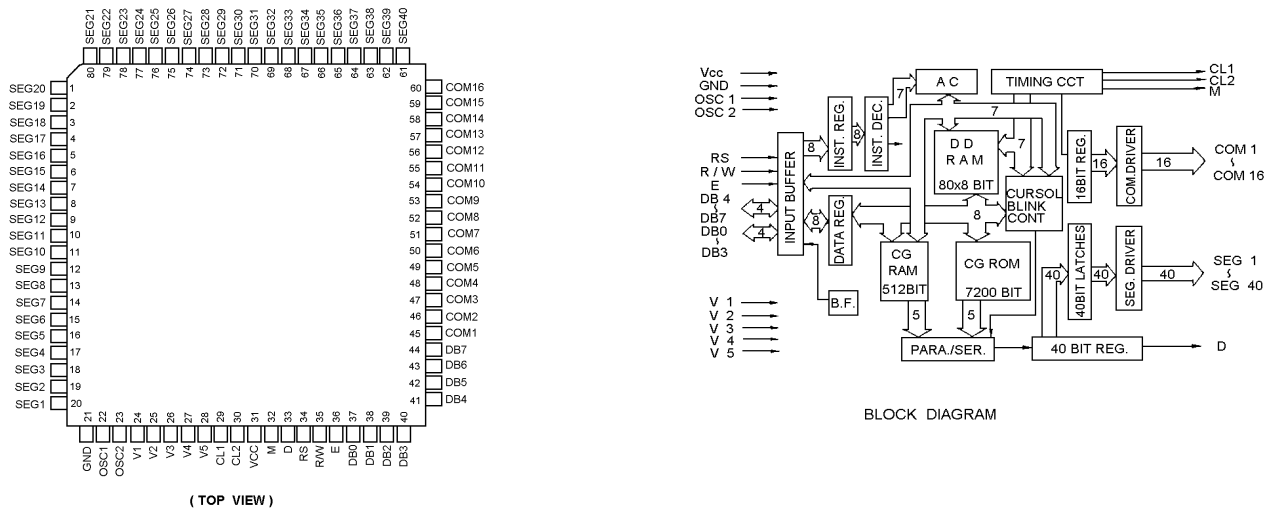 SEG21
SEG22
SEG23
SEG24
SEG25
SEG26
SEG27
SEG28
SEG29
SEG30
SEG31
SEG32
SEG33
SEG34
SEG35
SEG36
SEG37
SEG38
SEG39
SEG40
80 79 78 77 76 75 74 73 72 71 70 69 68 67 66 65 64 63 62 61
SEG20 1 60 COM16
SEG19 2 59 COM15
SEG18 3 58 COM14
SEG17 4 57 COM13
SEG16 5 56 COM12
SEG15 6 55 COM11
SEG14 7 54 COM10
SEG13 8 53 COM9
SEG12 9 52 COM8
SEG11 10 51 COM7
SEG10 11 50 COM6
SEG9 12 49 COM5
SEG8 13 48 COM4
SEG7 14 47 COM3
SEG6 15 46 COM2
SEG5 16 45 COM1
SEG4 17 44 DB7
SEG3 18 43 DB6
SEG2 19 42 DB5
SEG1 20 41 DB4
21 22 23 24 25 26 27 28 29 30 31 32 33 34 35 36 37 38 39 40
GND
OSC1
OSC2
V1
V2
V3
V4
V5
CL1
CL2
VCC
M
D
RS
R/W
E
DB0
DB1
DB2
DB3
( TOP VIEW )
Vcc
GND
OSC 1
OSC 2
RS
R / W
E
DB 4
~
DB7
DB0
~
DB3
V 1
V 2
V 3
V 4
V 5
4
4
INPUT BUFFER
8
8
INST. REG.
8
INST. DEC.
7
A C
TIMING CCT
CL1
CL2
M
7
D D
R A M
80x8 BIT
7
CURSOL
BLINK
CONT
8
DATA REG.
CG
RAM
512BIT
CG ROM
7200 BIT
B.F.
5
5
PARA./SER.
40 BIT REG.
D
16BIT REG.
16
COM.DRIVER
16
COM 1
~
COM 16
40
40BIT LATCHES
40
SEG. DRIVER
40
SEG 1
~
SEG 40
BLOCK DIAGRAM